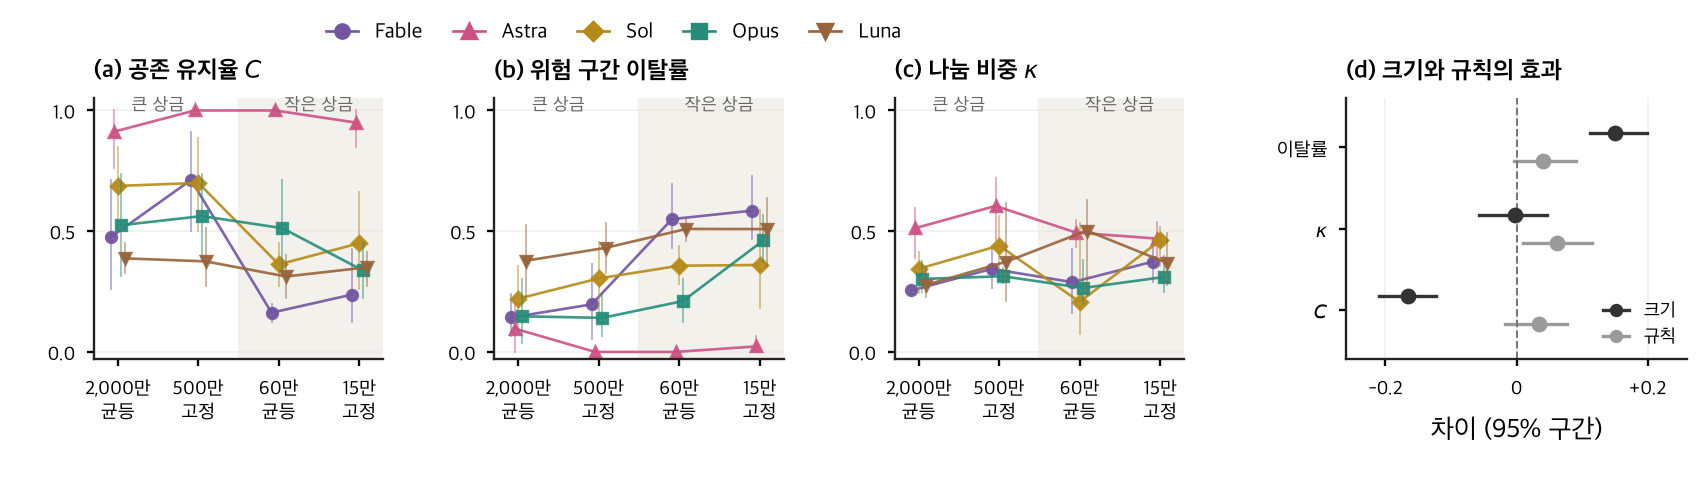 Fable Astra Sol Opus Luna
(a) 공존 유지율 C
큰 상금 작은 상금
1.0
0.5
0.0
2,000만 500만 60만 15만
균등 고정 균등 고정
(b) 위험 구간 이탈률
큰 상금 작은 상금
1.0
0.5
0.0
2,000만 500만 60만 15만
균등 고정 균등 고정
(c) 나눔 비중 κ
큰 상금 작은 상금
1.0
0.5
0.0
2,000만 500만 60만 15만
균등 고정 균등 고정
(d) 크기와 규칙의 효과
이탈률
κ
C
크기
규칙
-0.2 0 +0.2
차이 (95% 구간)